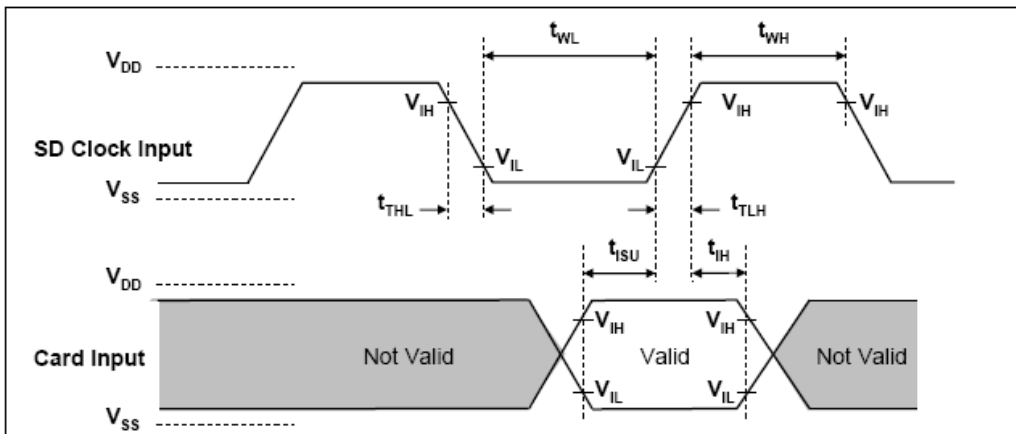 t_WL t_WH
V_DD
V_IH V_IH V_IH
SD Clock Input
V_IL V_IL
V_SS
t_THL t_TLH
t_ISU t_IH
V_DD
V_IH V_IH
Card Input Not Valid Valid Not Valid
V_IL V_IL
V_SS